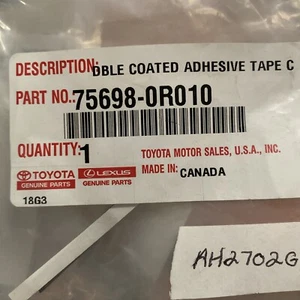 DESCRIPTION: DBLE COATED ADHESIVE TAPE C
PART NO. 75698-0R010
QUANTITY: 1
TOYOTA MOTOR SALES, U.S.A., INC.
TOYOTA LEXUS
GENUINE PARTS GENUINE PARTS
MADE IN: CANADA
18G3
AH2702G